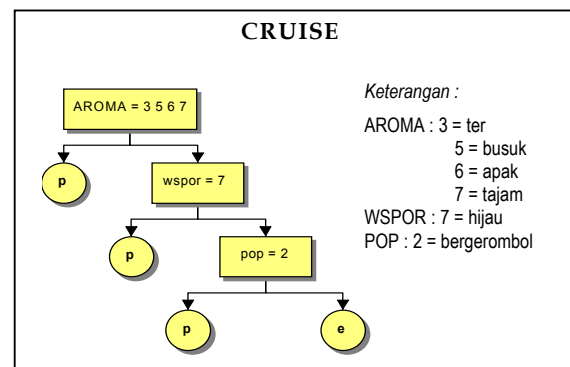 CRUISE
AROMA = 3 5 6 7
p
wspor = 7
p
pop = 2
p
e
Keterangan :
AROMA : 3 = ter
5 = busuk
6 = apak
7 = tajam
WSPOR : 7 = hijau
POP : 2 = bergerombol